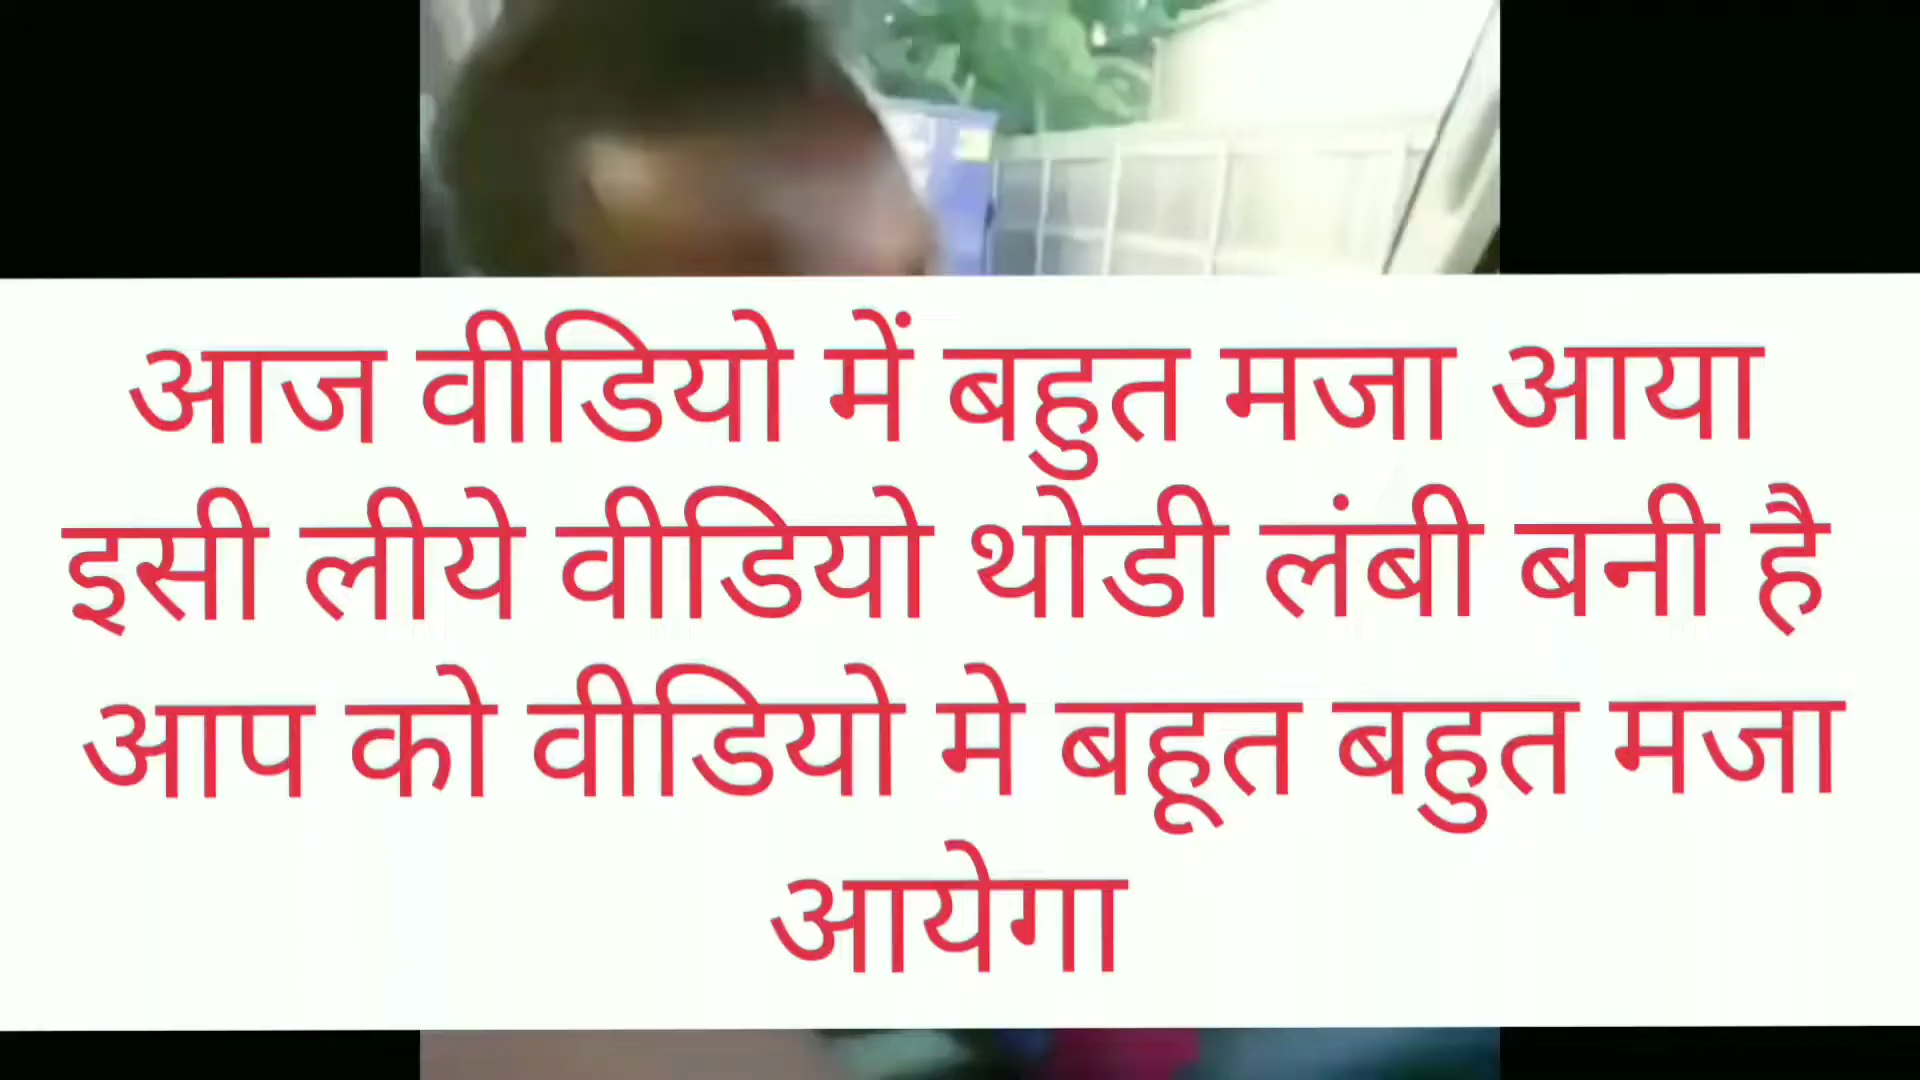 आज वीडियो में बहुत मजा आया
इसी लीये वीडियो थोडी लंबी बनी है
आप को वीडियो मे बहूत बहुत मजा
आयेगा